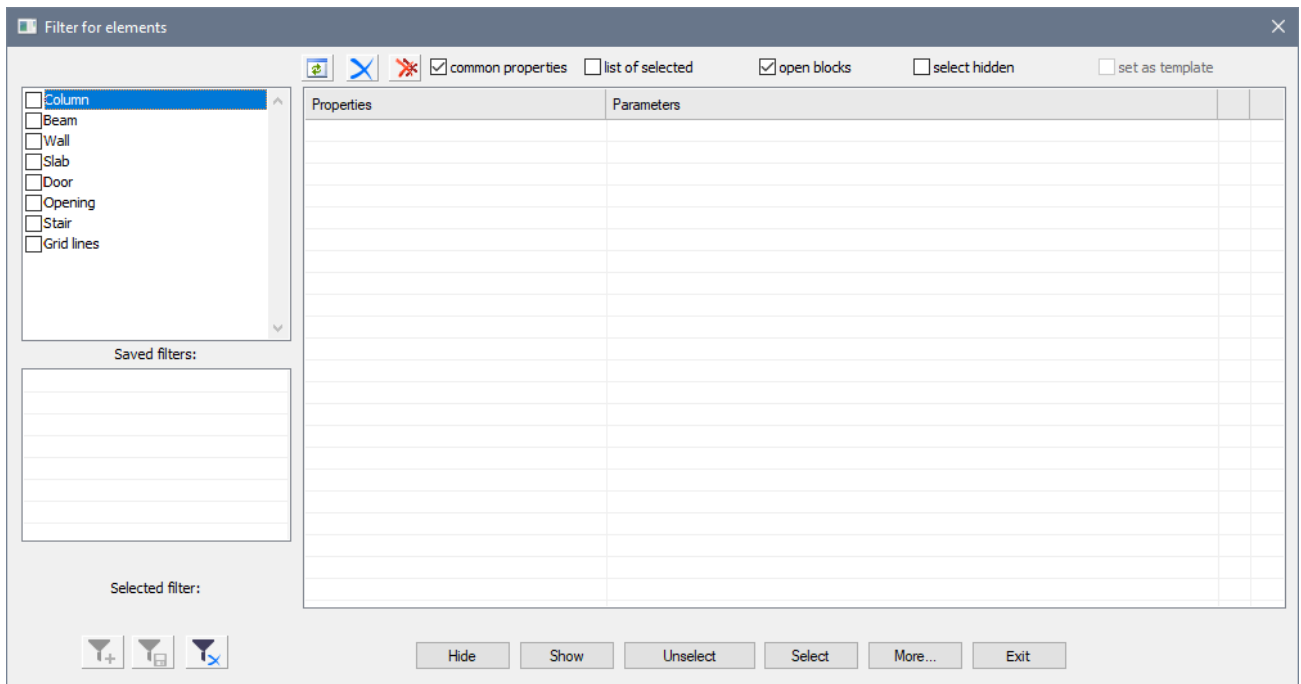 Filter for elements
common properties list of selected open blocks select hidden set as template
Column
Beam
Wall
Slab
Door
Opening
Stair
Grid lines
Properties Parameters
Saved filters:
Selected filter:
Hide Show Unselect Select More... Exit